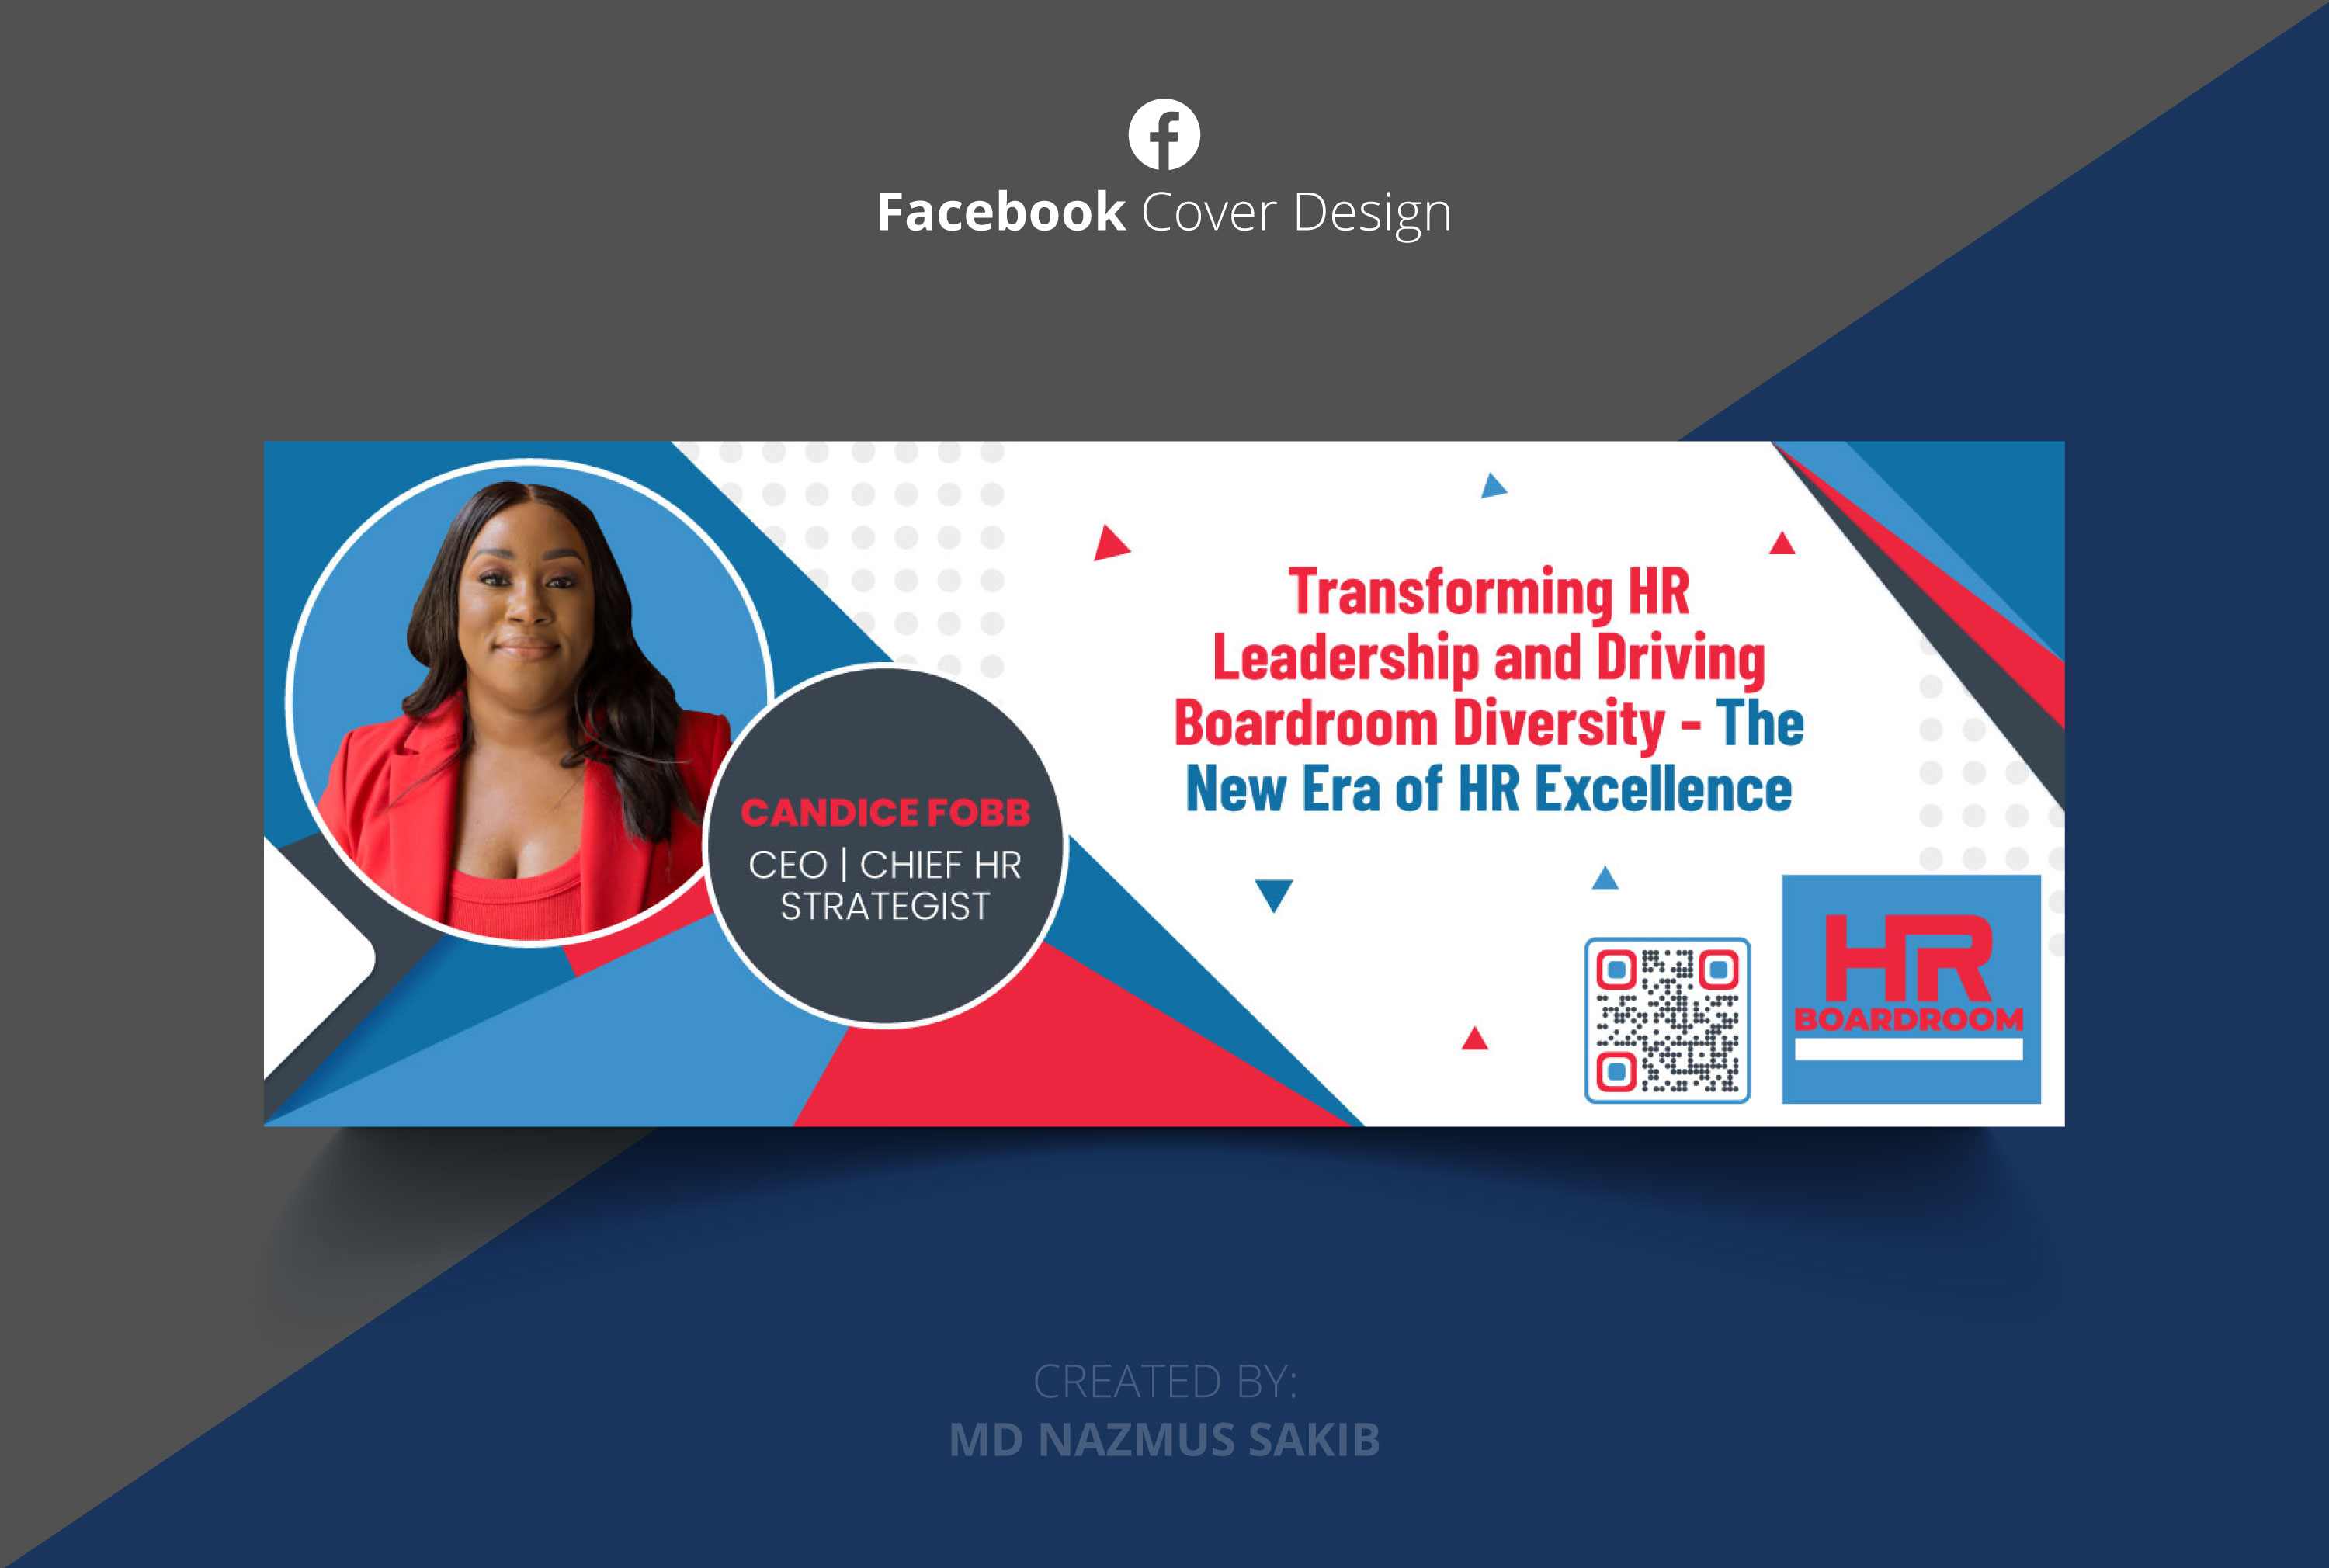 Facebook Cover Design
CANDICE FOBB
CEO | CHIEF HR
STRATEGIST
Transforming HR
Leadership and Driving
Boardroom Diversity - The
New Era of HR Excellence
HR
BOARDROOM
CREATED BY:
MD NAZMUS SAKIB